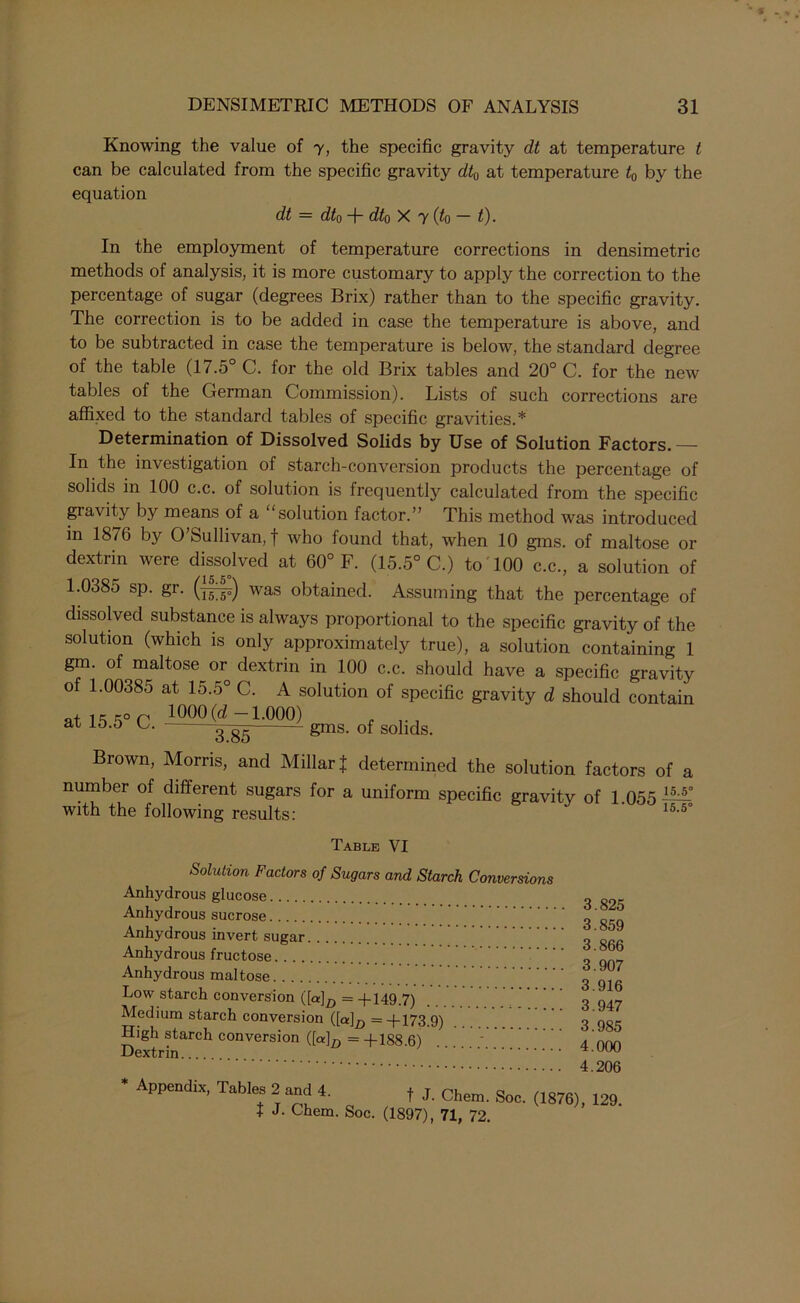 DENSIMETRIC METHODS OF ANALYSIS 31
Knowing the value of γ, the specific gravity dt at temperature t
can be calculated from the specific gravity dt₀ at temperature t₀ by the
equation
dt = dt₀ + dt₀ X γ (t₀ − t).
In the employment of temperature corrections in densimetric
methods of analysis, it is more customary to apply the correction to the
percentage of sugar (degrees Brix) rather than to the specific gravity.
The correction is to be added in case the temperature is above, and
to be subtracted in case the temperature is below, the standard degree
of the table (17.5° C. for the old Brix tables and 20° C. for the new
tables of the German Commission). Lists of such corrections are
affixed to the standard tables of specific gravities.*
Determination of Dissolved Solids by Use of Solution Factors. —
In the investigation of starch-conversion products the percentage of
solids in 100 c.c. of solution is frequently calculated from the specific
gravity by means of a “solution factor.” This method was introduced
in 1876 by O'Sullivan,† who found that, when 10 gms. of maltose or
dextrin were dissolved at 60° F. (15.5° C.) to 100 c.c., a solution of
1.0385 sp. gr. (15.5°/15.5°) was obtained. Assuming that the percentage of
dissolved substance is always proportional to the specific gravity of the
solution (which is only approximately true), a solution containing 1
gm. of maltose or dextrin in 100 c.c. should have a specific gravity
of 1.00385 at 15.5° C. A solution of specific gravity d should contain
at 15.5° C. 1000 (d − 1.000)/3.85 gms. of solids.
Brown, Morris, and Millar‡ determined the solution factors of a
number of different sugars for a uniform specific gravity of 1.055 15.5°/15.5°
with the following results:
Table VI
Solution Factors of Sugars and Starch Conversions
Anhydrous glucose 3.825
Anhydrous sucrose 3.859
Anhydrous invert sugar 3.866
Anhydrous fructose 3.907
Anhydrous maltose 3.916
Low starch conversion ([α]D = +149.7) 3.947
Medium starch conversion ([α]D = +173.9) 3.985
High starch conversion ([α]D = +188.6) 4.000
Dextrin 4.206
* Appendix, Tables 2 and 4. † J. Chem. Soc. (1876), 129.
‡ J. Chem. Soc. (1897), 71, 72.